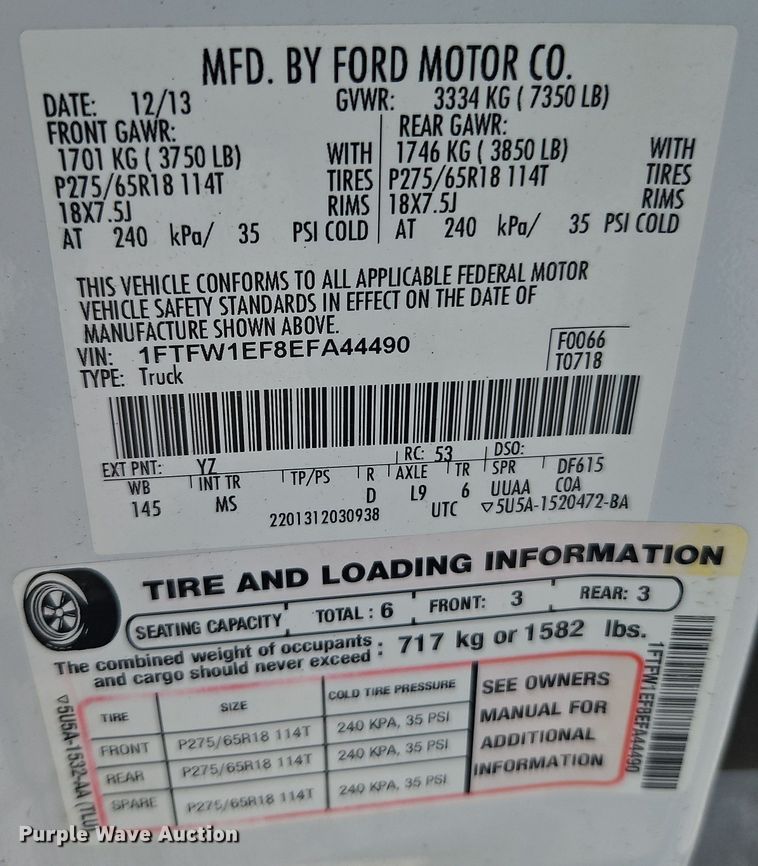 MFD. BY FORD MOTOR CO.
DATE: 12/13 GVWR: 3334 KG ( 7350 LB)
FRONT GAWR: REAR GAWR:
1701 KG ( 3750 LB) WITH 1746 KG ( 3850 LB) WITH
P275/65R18 114T TIRES P275/65R18 114T TIRES
18X7.5J RIMS 18X7.5J RIMS
AT 240 kPa/ 35 PSI COLD AT 240 kPa/ 35 PSI COLD
THIS VEHICLE CONFORMS TO ALL APPLICABLE FEDERAL MOTOR
VEHICLE SAFETY STANDARDS IN EFFECT ON THE DATE OF
MANUFACTURE SHOWN ABOVE.
VIN: 1FTFW1EF8EFA44490 F0066
TYPE: Truck T0718
EXT PNT: YZ RC: 53 DSO:
WB INT TR TP/PS R AXLE TR SPR DF615
145 MS D L9 6 UUAA COA
2201312030938 UTC ▽5U5A-1520472-BA
TIRE AND LOADING INFORMATION
SEATING CAPACITY TOTAL : 6 FRONT: 3 REAR: 3
The combined weight of occupants : 717 kg or 1582 lbs.
and cargo should never exceed
TIRE SIZE COLD TIRE PRESSURE
FRONT P275/65R18 114T 240 KPA, 35 PSI
REAR P275/65R18 114T 240 KPA, 35 PSI
SPARE P275/65R18 114T 240 KPA, 35 PSI
SEE OWNERS
MANUAL FOR
ADDITIONAL
INFORMATION
1FTFW1EF8EFA44490
▽5U5A-1532-AA (TLU)
Purple Wave Auction